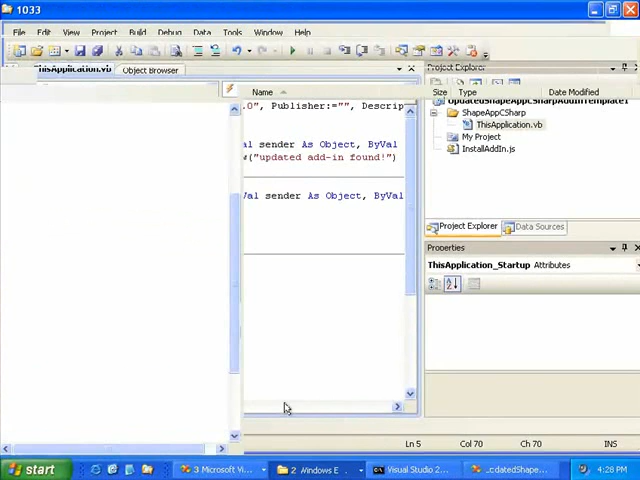 1033
File Edit View Project Build Debug Data Tools Window Help
ThisApplication.vb Object Browser
Project Explorer
Name Size Type Date Modified
.0", Publisher:="", Descrip
ShapeAppCSharp
ThisApplication.vb
My Project
InstallAddIn.js
al sender As Object, ByVal
w("updated add-in found!")
Val sender As Object, ByVal
Project Explorer Data Sources
Properties
ThisApplication_Startup Attributes
Ln 5 Col 70 Ch 70 INS
start 3 Microsoft Vi... 2 Windows E... Visual Studio 2... ...cdatedShape... 4:28 PM